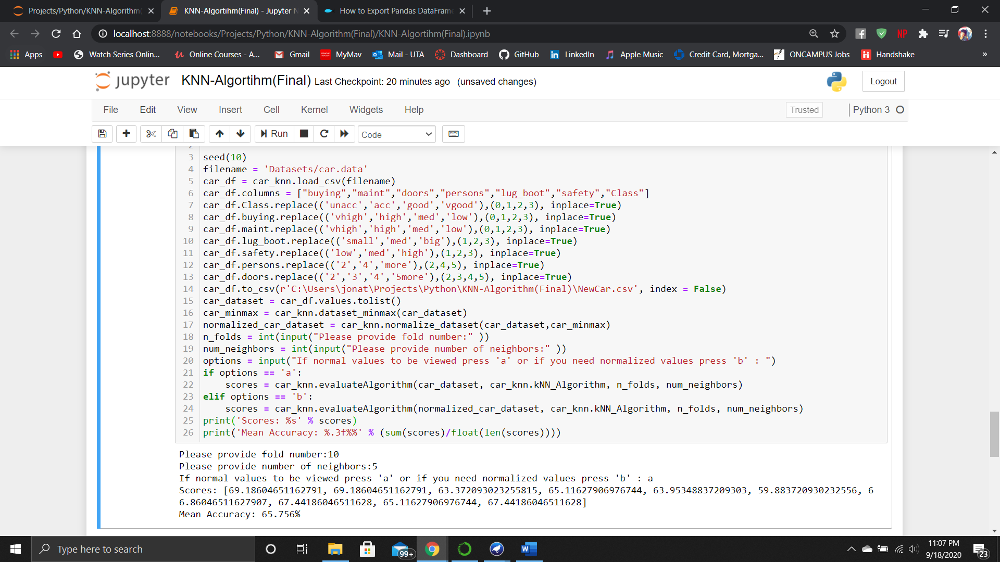 Projects/Python/KNN-Algorithm(
KNN-Algortihm(Final) - Jupyter N
How to Export Pandas DataFrame
localhost:8888/notebooks/Projects/Python/KNN-Algorithm(Final)/KNN-Algortihm(Final).ipynb
Apps
Watch Series Onlin...
Online Courses - A...
Gmail
MyMav
Mail - UTA
Dashboard
GitHub
LinkedIn
Apple Music
Credit Card, Mortga...
ONCAMPUS Jobs
Handshake
»
jupyter KNN-Algortihm(Final) Last Checkpoint: 20 minutes ago (unsaved changes)
Logout
File Edit View Insert Cell Kernel Widgets Help
Trusted
Python 3
Run
Code
2
3 seed(10)
4 filename = 'Datasets/car.data'
5 car_df = car_knn.load_csv(filename)
6 car_df.columns = ["buying","maint","doors","persons","lug_boot","safety","Class"]
7 car_df.Class.replace(('unacc','acc','good','vgood'),(0,1,2,3), inplace=True)
8 car_df.buying.replace(('vhigh','high','med','low'),(0,1,2,3), inplace=True)
9 car_df.maint.replace(('vhigh','high','med','low'),(0,1,2,3), inplace=True)
10 car_df.lug_boot.replace(('small','med','big'),(1,2,3), inplace=True)
11 car_df.safety.replace(('low','med','high'),(1,2,3), inplace=True)
12 car_df.persons.replace(('2','4','more'),(2,4,5), inplace=True)
13 car_df.doors.replace(('2','3','4','5more'),(2,3,4,5), inplace=True)
14 car_df.to_csv(r'C:\Users\jonat\Projects\Python\KNN-Algorithm(Final)\NewCar.csv', index = False)
15 car_dataset = car_df.values.tolist()
16 car_minmax = car_knn.dataset_minmax(car_dataset)
17 normalized_car_dataset = car_knn.normalize_dataset(car_dataset,car_minmax)
18 n_folds = int(input("Please provide fold number:" ))
19 num_neighbors = int(input("Please provide number of neighbors:" ))
20 options = input("If normal values to be viewed press 'a' or if you need normalized values press 'b' : ")
21 if options == 'a':
22     scores = car_knn.evaluateAlgorithm(car_dataset, car_knn.kNN_Algorithm, n_folds, num_neighbors)
23 elif options == 'b':
24     scores = car_knn.evaluateAlgorithm(normalized_car_dataset, car_knn.kNN_Algorithm, n_folds, num_neighbors)
25 print('Scores: %s' % scores)
26 print('Mean Accuracy: %.3f%%' % (sum(scores)/float(len(scores))))
Please provide fold number:10
Please provide number of neighbors:5
If normal values to be viewed press 'a' or if you need normalized values press 'b' : a
Scores: [69.18604651162791, 69.18604651162791, 63.372093023255815, 65.11627906976744, 63.95348837209303, 59.883720930232556, 6
6.86046511627907, 67.44186046511628, 65.11627906976744, 67.44186046511628]
Mean Accuracy: 65.756%
Type here to search
99+
11:07 PM
9/18/2020
23